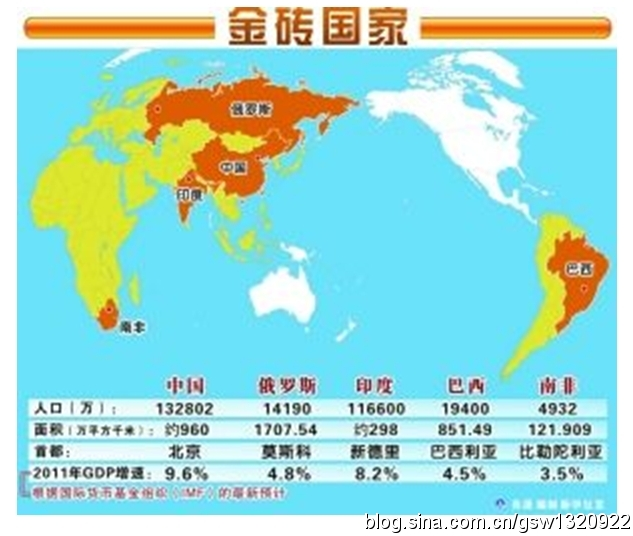 金砖国家
俄罗斯
中国
印度
巴西
南非
中国 俄罗斯 印度 巴西 南非
人口(万): 132802 14190 116600 19400 4932
面积(万平方千米): 约960 1707.54 约298 851.49 121.909
首都: 北京 莫斯科 新德里 巴西利亚 比勒陀利亚
2011年GDP增速: 9.6% 4.8% 8.2% 4.5% 3.5%
根据国际货币基金组织(IMF)的最新预计
blog.sina.com.cn/gsw1320922